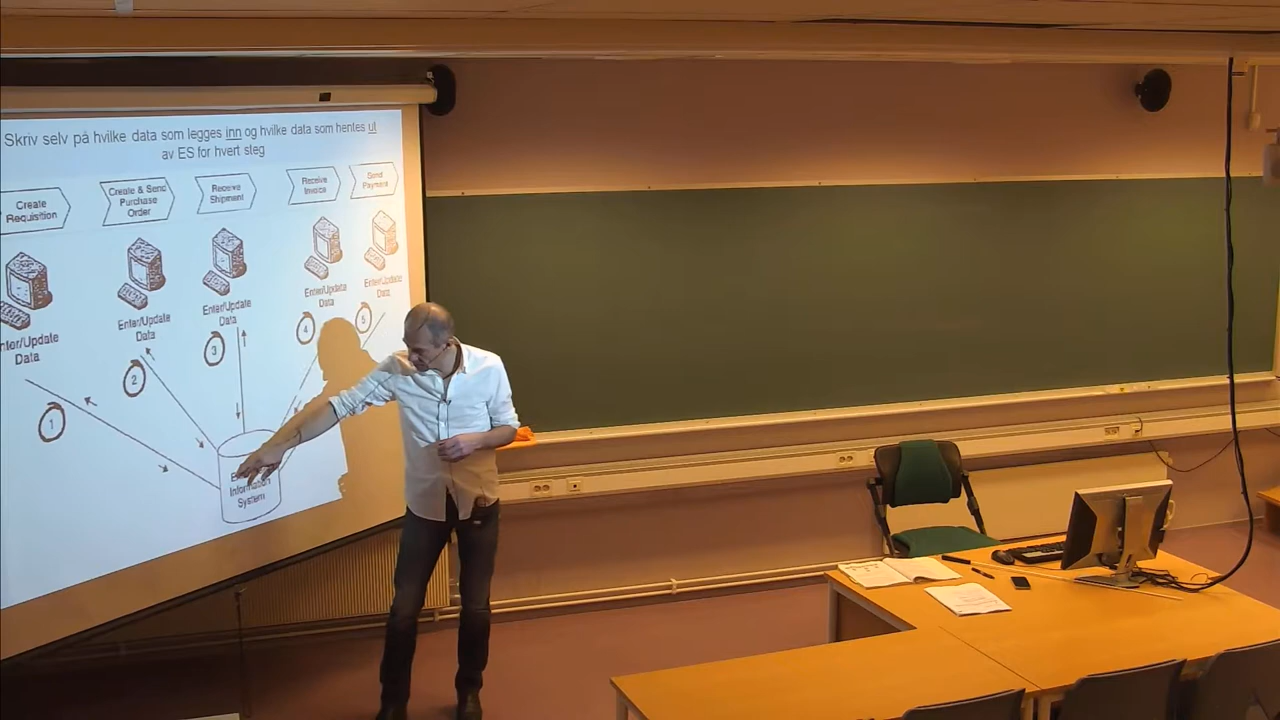 Skriv selv på hvilke data som legges inn og hvilke data som hentes ut
av ES for hvert steg
Create
Requisition
Create & Send
Purchase
Order
Receive
Shipment
Receive
Invoice
Send
Payment
nter/Update
Data
Enter/Update
Data
Enter/Update
Data
Enter/Update
Data
Enter/Update
Data
1
2
3
4
5
Information
System